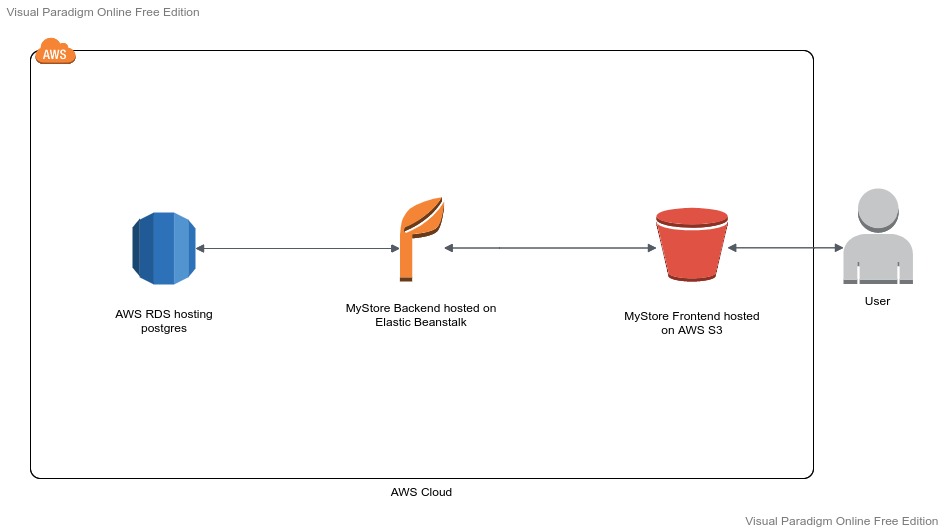 Visual Paradigm Online Free Edition
AWS
AWS RDS hosting
postgres
MyStore Backend hosted on
Elastic Beanstalk
MyStore Frontend hosted
on AWS S3
User
AWS Cloud
Visual Paradigm Online Free Edition